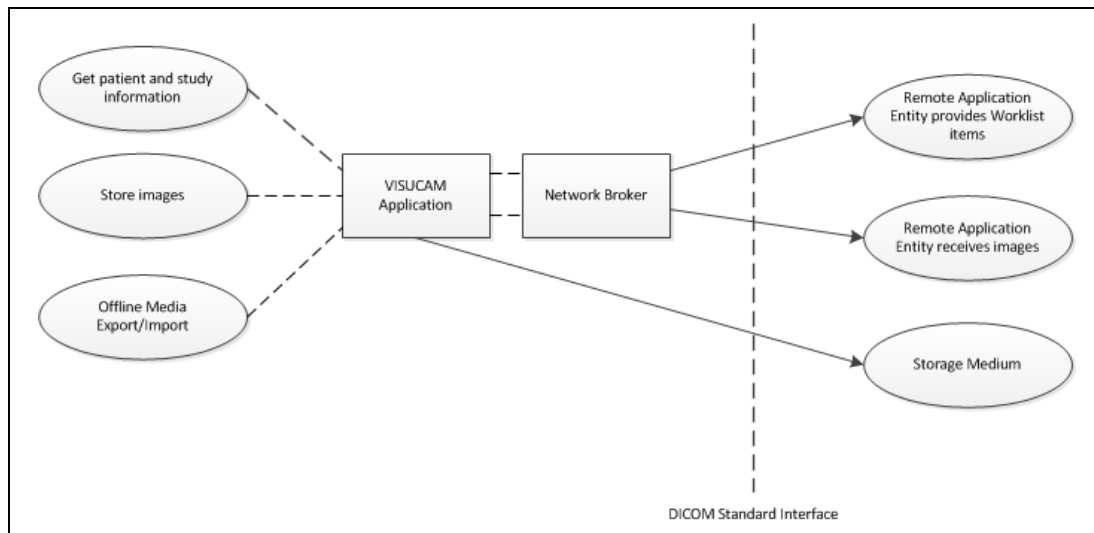 Get patient and study
information
Store images
Offline Media
Export/Import
VISUCAM
Application
Network Broker
Remote Application
Entity provides Worklist
items
Remote Application
Entity receives images
Storage Medium
DICOM Standard Interface